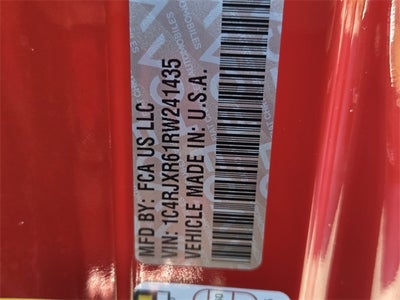 MFD BY: FCA US LLC
VIN: 1C4RJXR61RW241435
VEHICLE MADE IN: U.S.A.